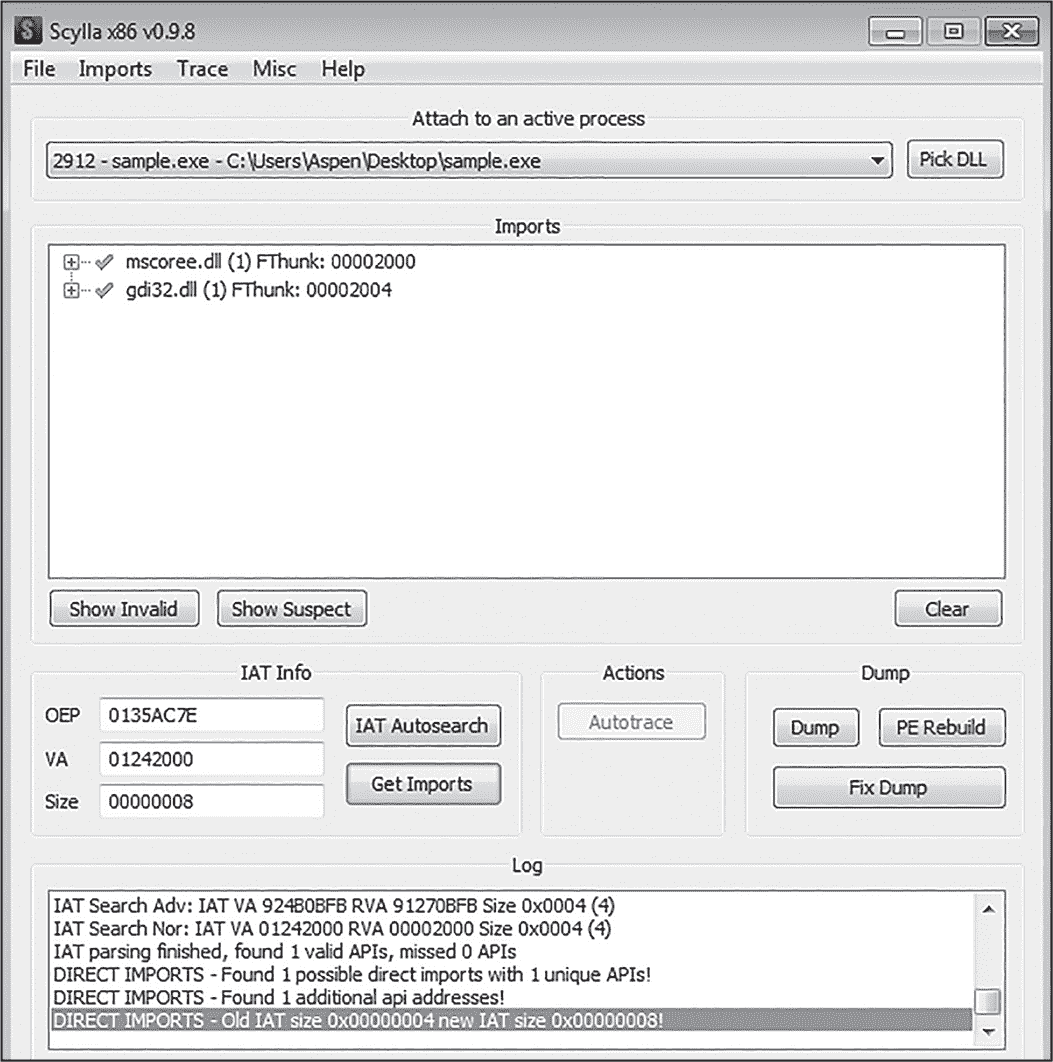 Scylla x86 v0.9.8
File Imports Trace Misc Help
Attach to an active process
2912 - sample.exe - C:\Users\Aspen\Desktop\sample.exe
Pick DLL
Imports
mscoree.dll (1) FThunk: 00002000
gdi32.dll (1) FThunk: 00002004
Show Invalid Show Suspect Clear
IAT Info
OEP 0135AC7E
VA 01242000
Size 00000008
IAT Autosearch
Get Imports
Actions
Autotrace
Dump
Dump PE Rebuild
Fix Dump
Log
IAT Search Adv: IAT VA 924B0BFB RVA 91270BFB Size 0x0004 (4)
IAT Search Nor: IAT VA 01242000 RVA 00002000 Size 0x0004 (4)
IAT parsing finished, found 1 valid APIs, missed 0 APIs
DIRECT IMPORTS - Found 1 possible direct imports with 1 unique APIs!
DIRECT IMPORTS - Found 1 additional api addresses!
DIRECT IMPORTS - Old IAT size 0x00000004 new IAT size 0x00000008!